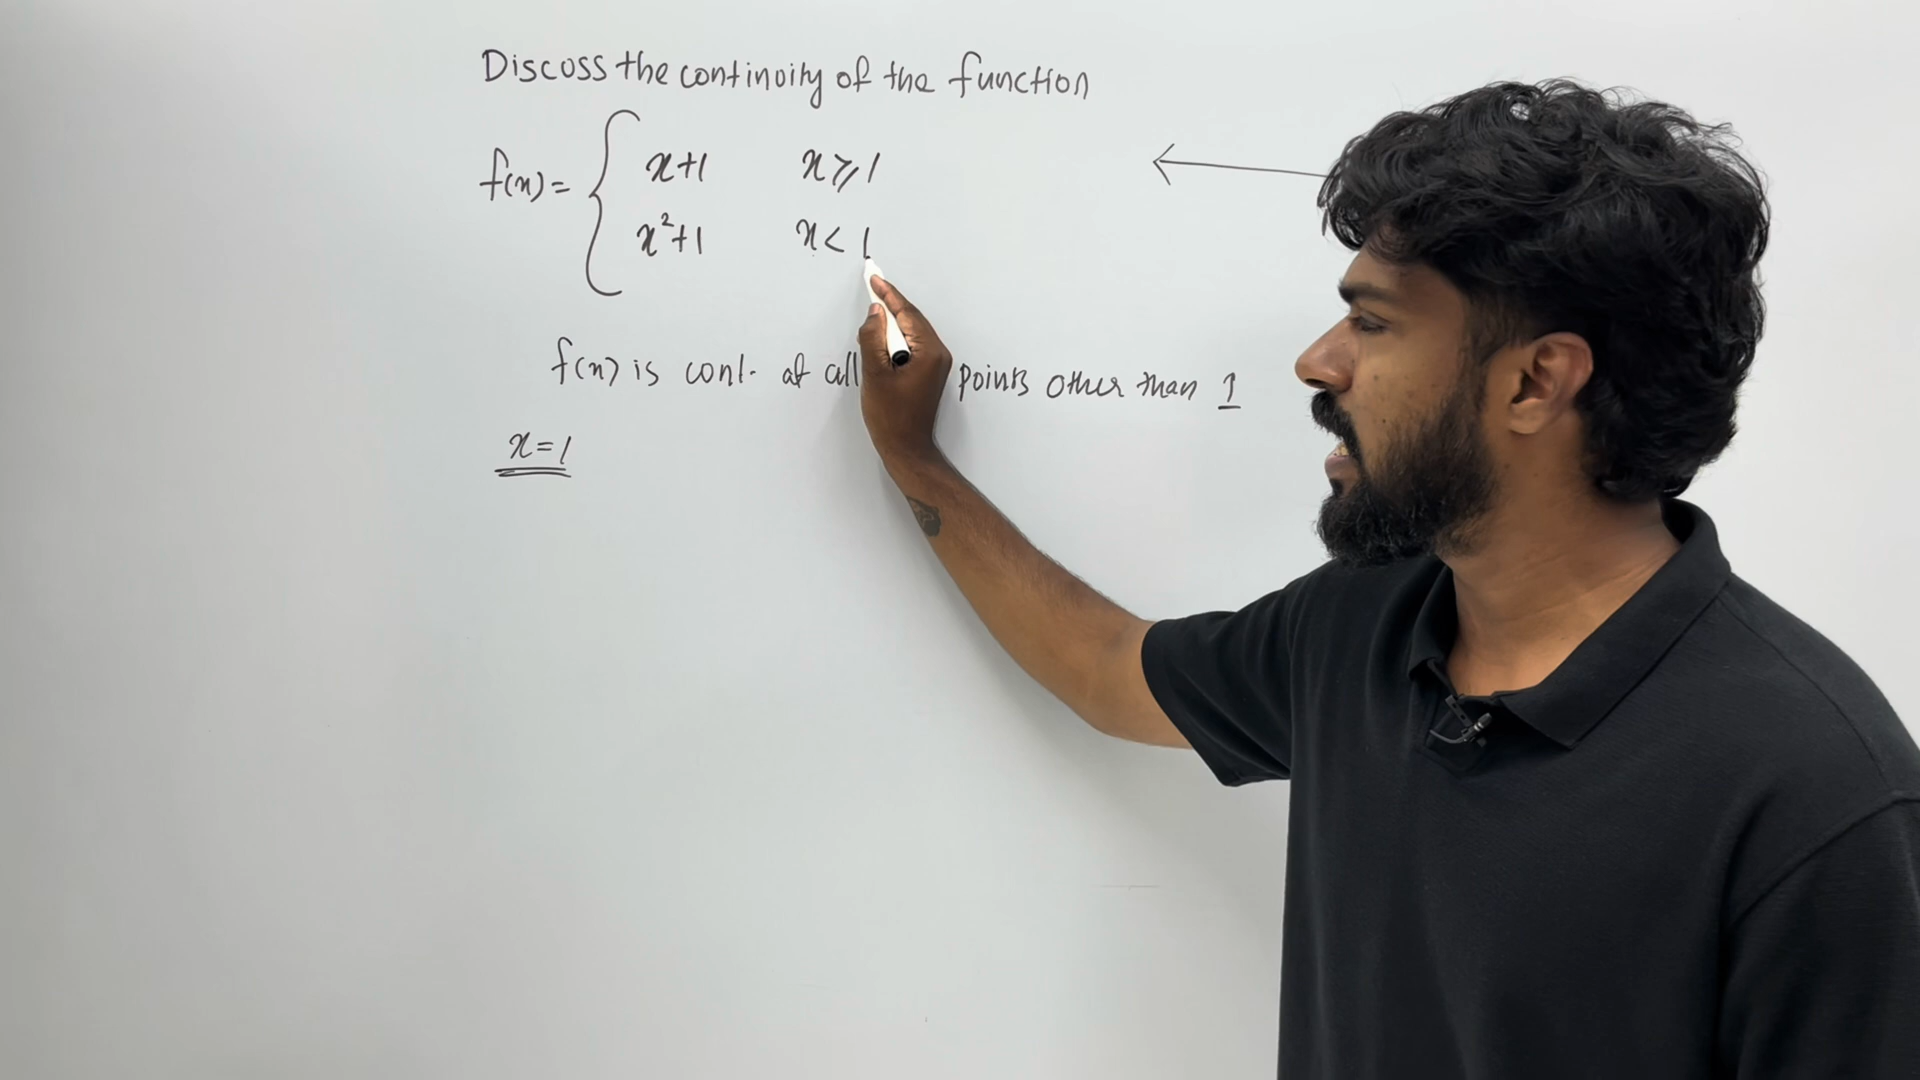 Discuss the continuity of the function
f(x) = { x+1 x ⩾ 1
x²+1 x < 1
f(x) is cont. at all points other than 1
x = 1